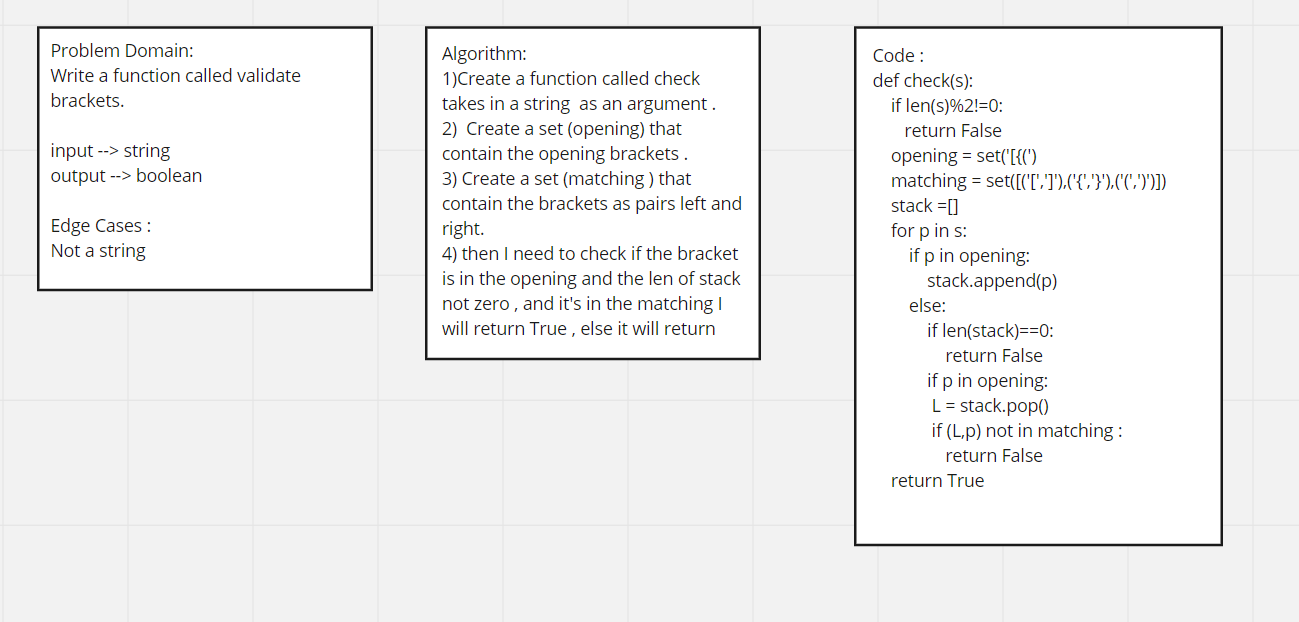 Problem Domain:
Write a function called validate
brackets.
input --> string
output --> boolean
Edge Cases :
Not a string
Algorithm:
1)Create a function called check
takes in a string  as an argument .
2)  Create a set (opening) that
contain the opening brackets .
3) Create a set (matching ) that
contain the brackets as pairs left and
right.
4) then I need to check if the bracket
is in the opening and the len of stack
not zero , and it's in the matching I
will return True , else it will return
Code :
def check(s):
if len(s)%2!=0:
return False
opening = set('[{(')
matching = set([('[',']'),('{','}'),('(',')')])
stack =[]
for p in s:
if p in opening:
stack.append(p)
else:
if len(stack)==0:
return False
if p in opening:
L = stack.pop()
if (L,p) not in matching :
return False
return True